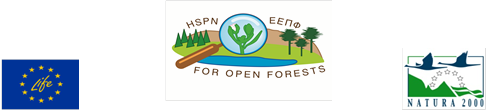 HSPN ΕΕΠΦ
Life
FOR OPEN FORESTS
NATURA 2000